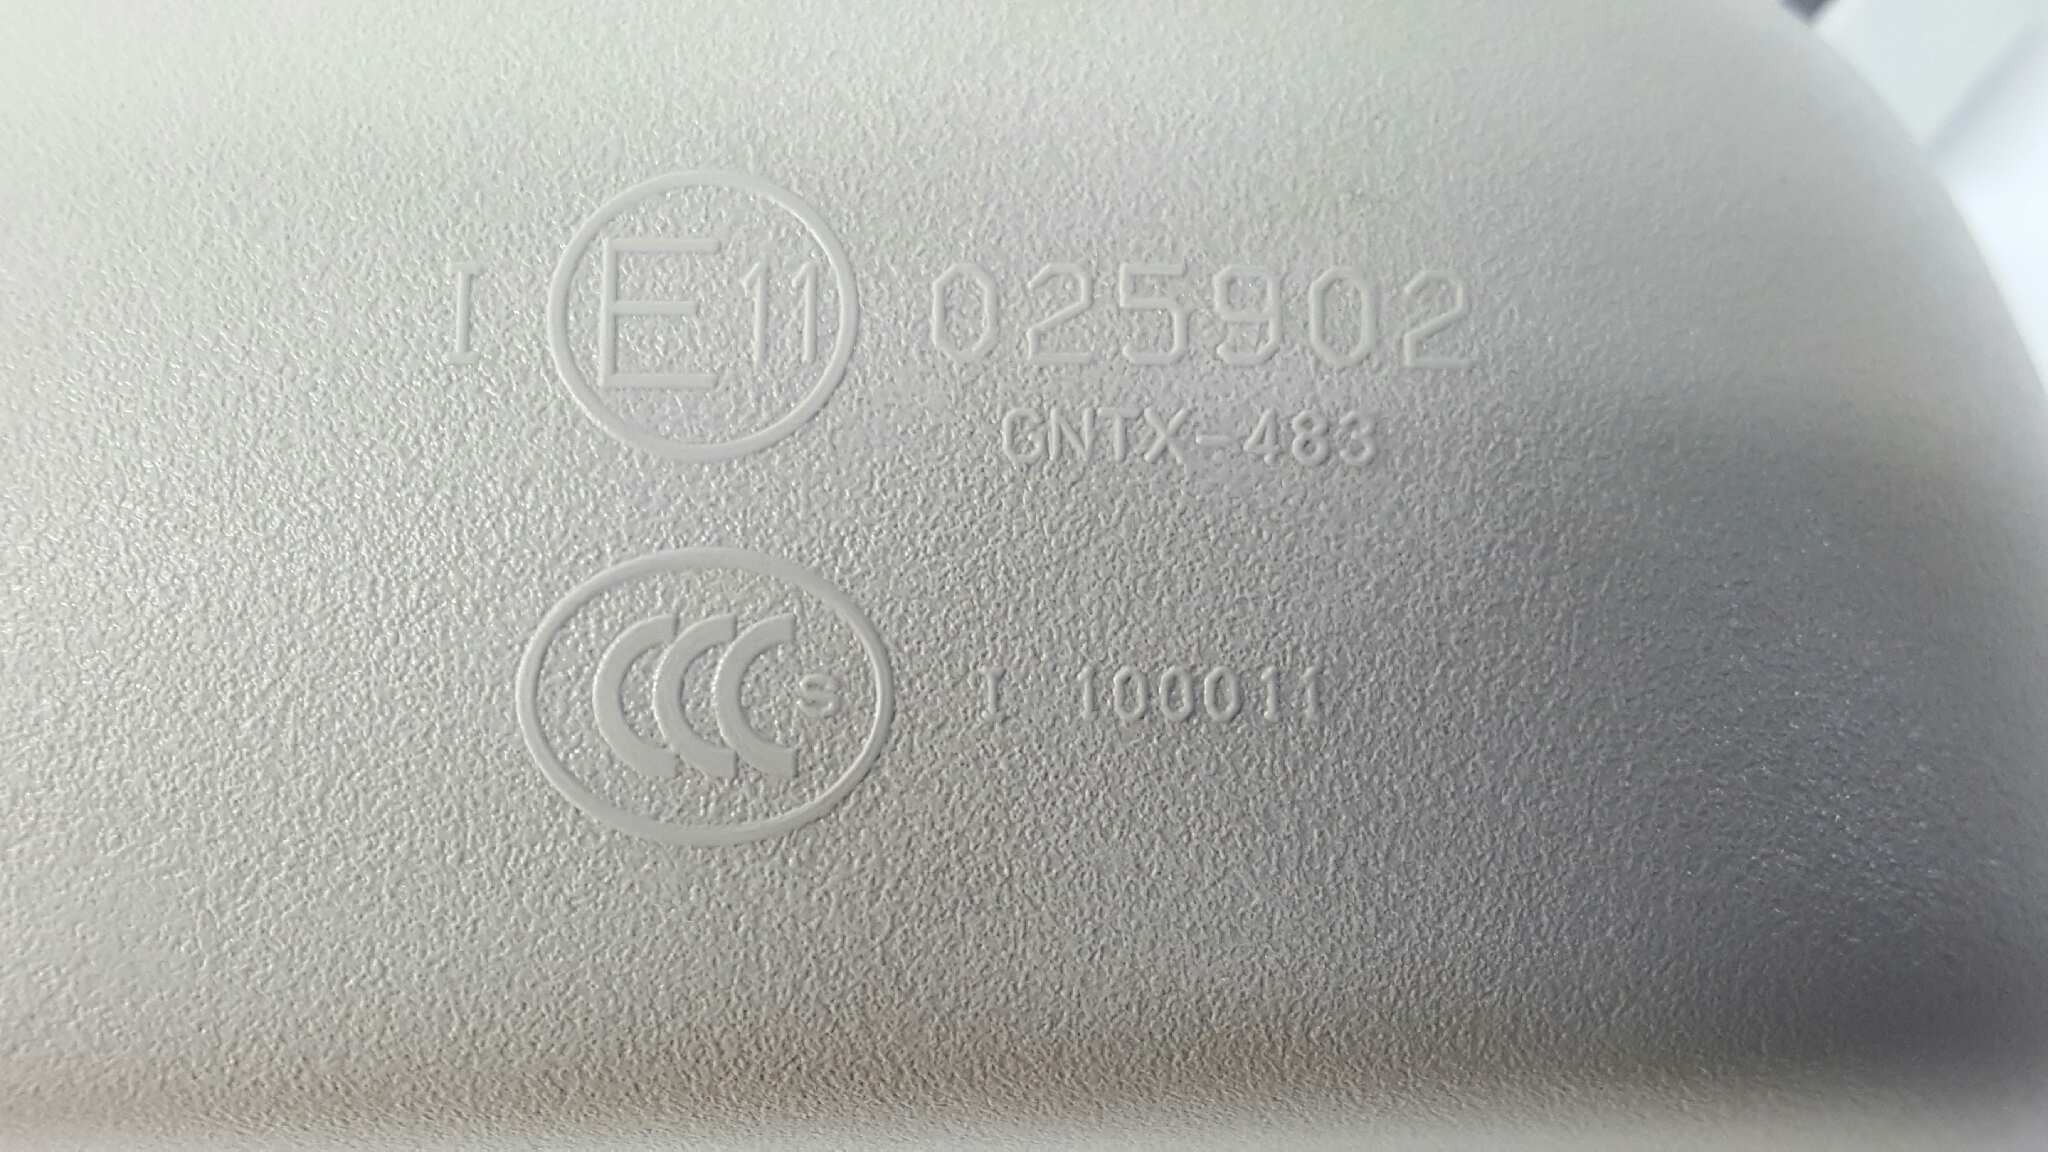 I E11 025902
GNTX-483
CCC S I 100011